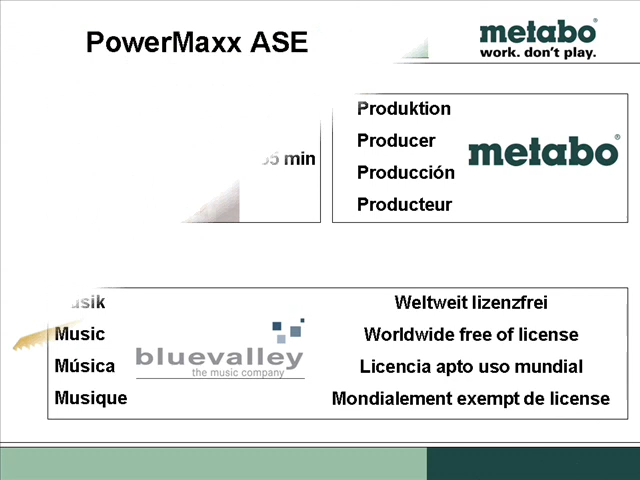 PowerMaxx ASE
metabo
work. don't play.
min
Produktion
Producer
Producción
Producteur
metabo
Music
Música
Musique
bluevalley
the music company
Weltweit lizenzfrei
Worldwide free of license
Licencia apto uso mundial
Mondialement exempt de license